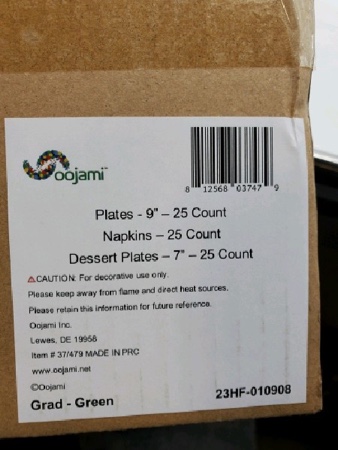 oojami™
8 12568 03747 9
Plates - 9" – 25 Count
Napkins – 25 Count
Dessert Plates – 7" – 25 Count
⚠CAUTION: For decorative use only.
Please keep away from flame and direct heat sources.
Please retain this information for future reference.
Oojami Inc.
Lewes, DE 19958
Item # 37/479 MADE IN PRC
www.oojami.net
©Oojami
Grad - Green
23HF-010908